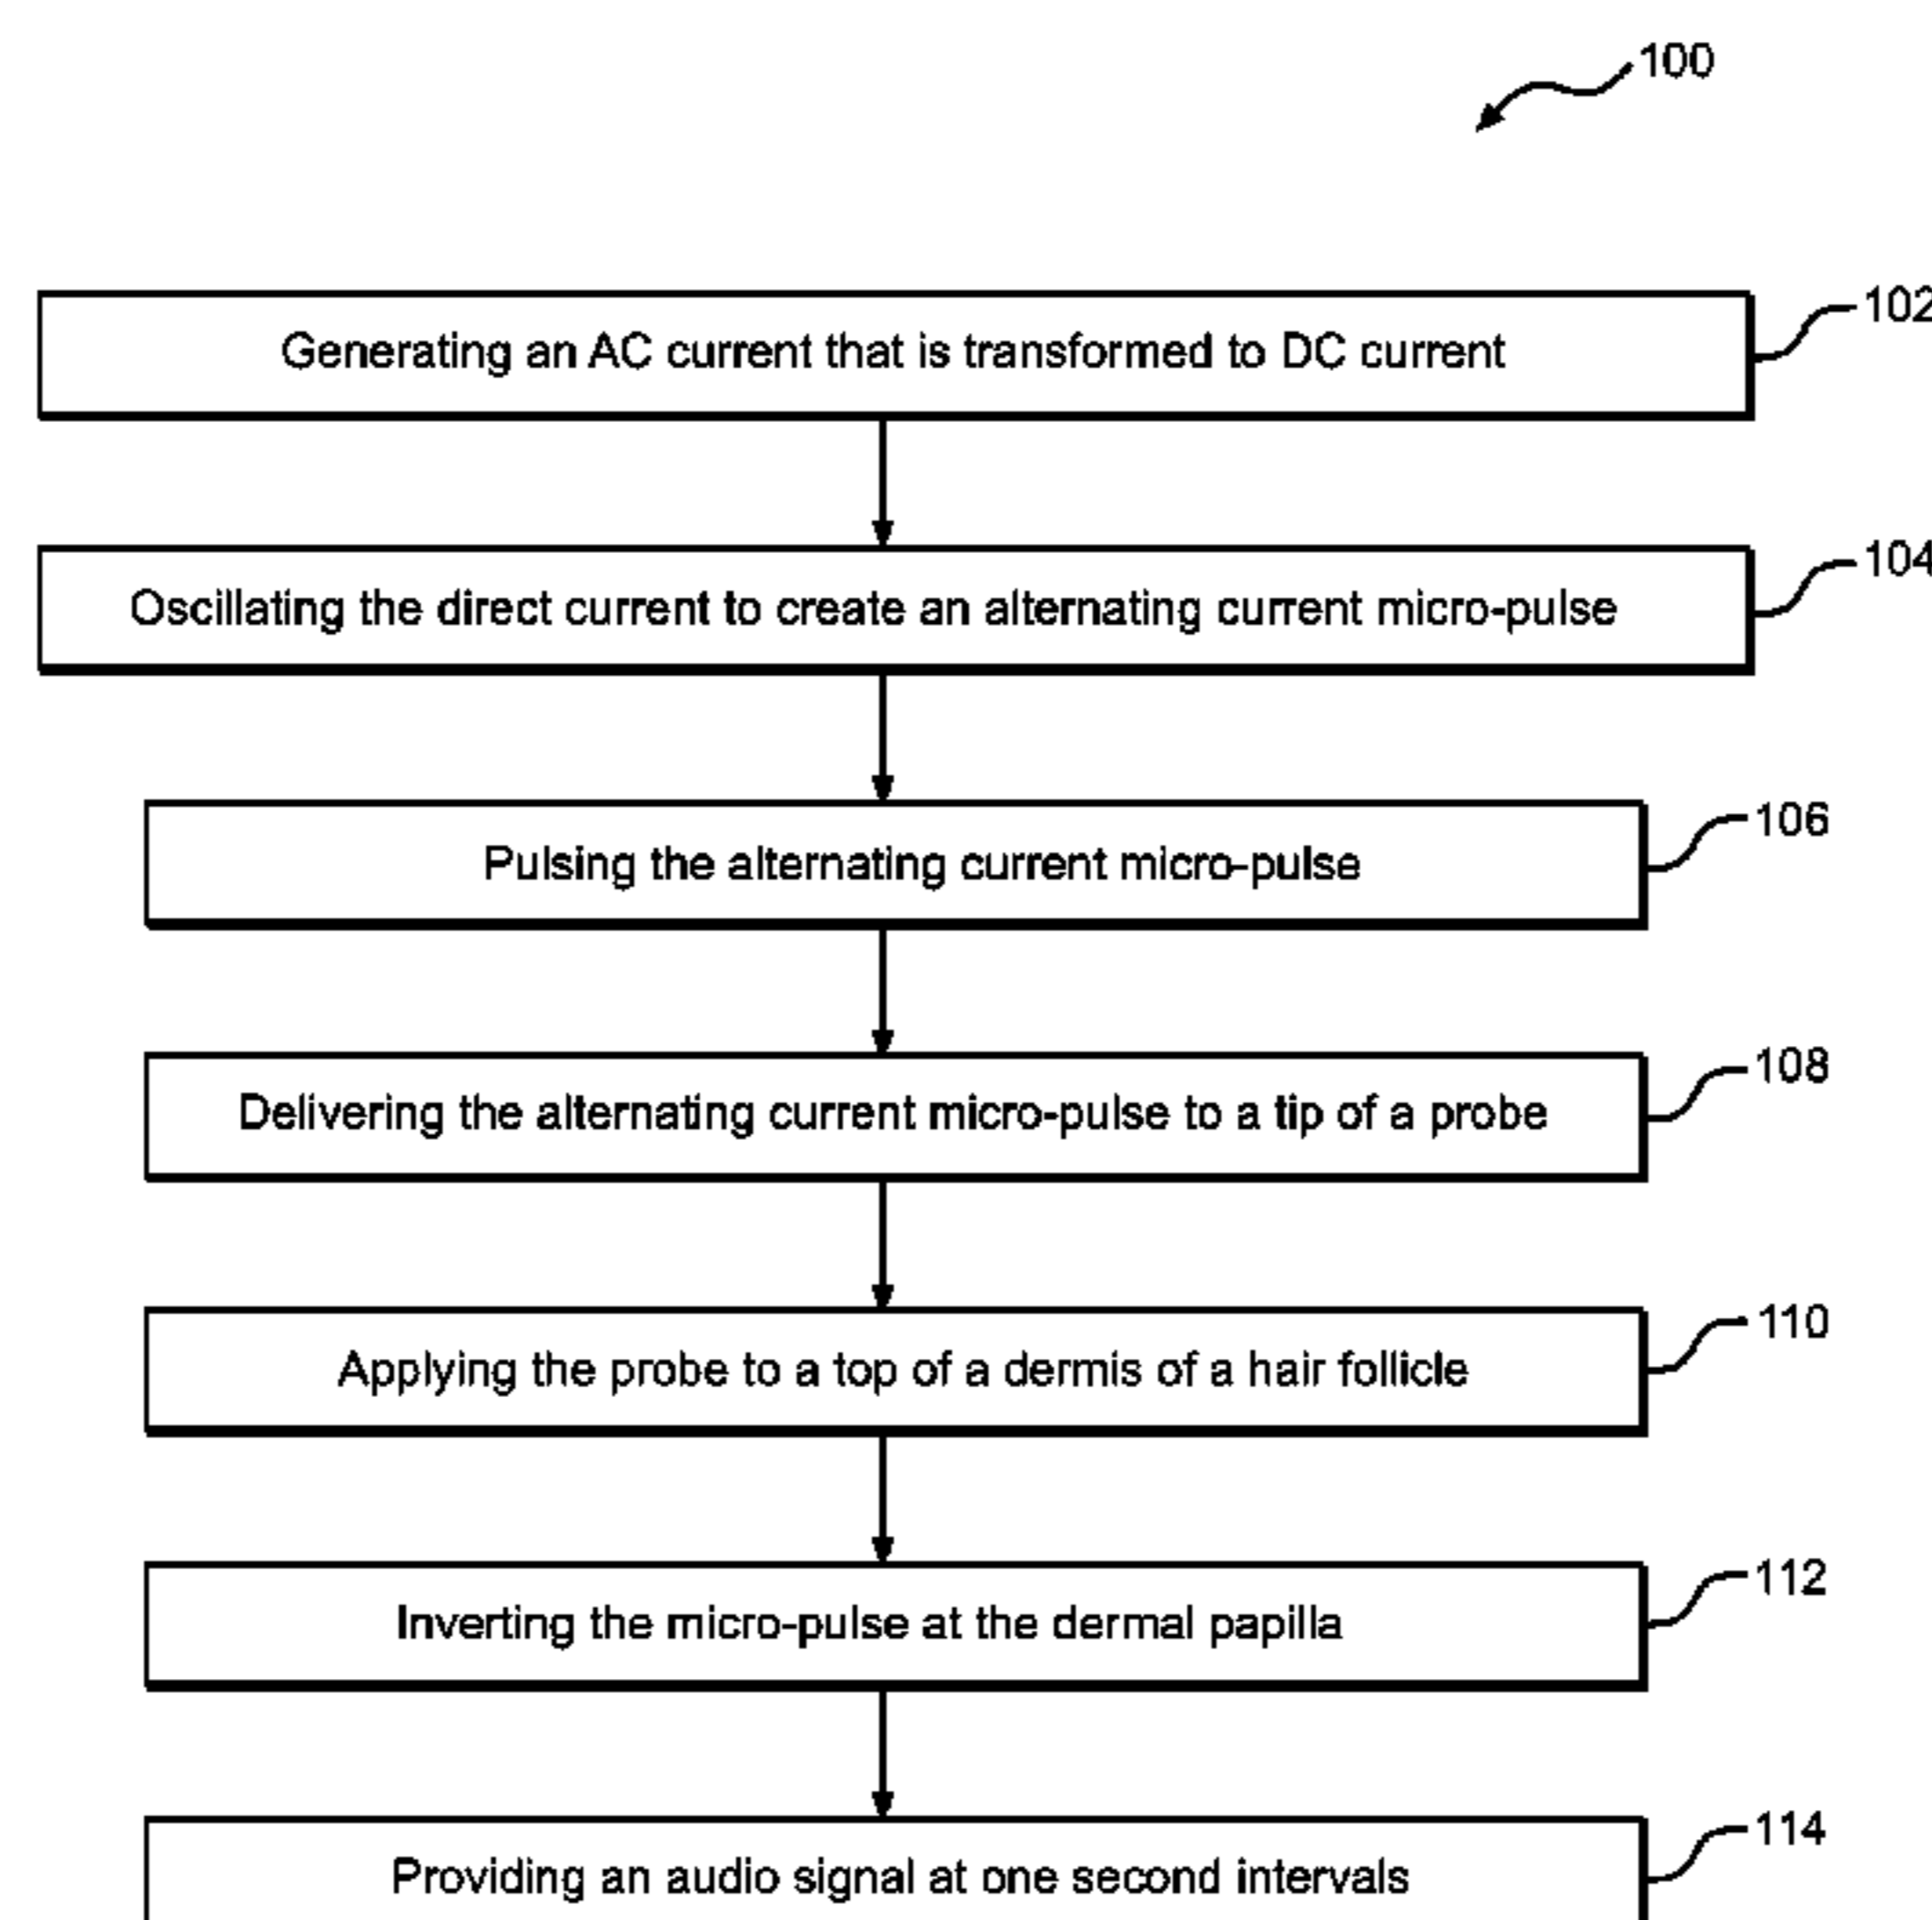 100
Generating an AC current that is transformed to DC current
102
Oscillating the direct current to create an alternating current micro-pulse
104
Pulsing the alternating current micro-pulse
106
Delivering the alternating current micro-pulse to a tip of a probe
108
Applying the probe to a top of a dermis of a hair follicle
110
Inverting the micro-pulse at the dermal papilla
112
Providing an audio signal at one second intervals
114